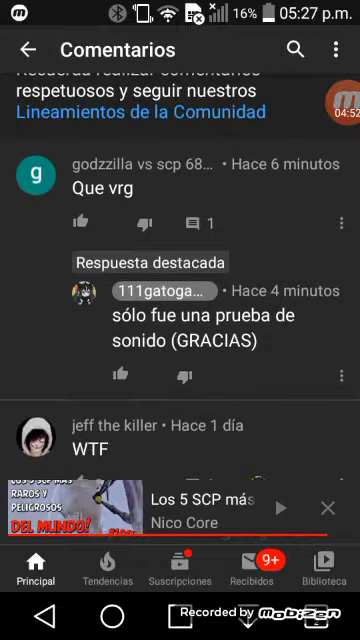 16% 05:27 p.m.
Comentarios
Recuerda realizar comentarios
respetuosos y seguir nuestros
Lineamientos de la Comunidad
04:52
g
godzzilla vs scp 68... • Hace 6 minutos
Que vrg
1
Respuesta destacada
111gatoga... • Hace 4 minutos
sólo fue una prueba de
sonido (GRACIAS)
jeff the killer • Hace 1 día
WTF
LOS 5 SCP MÁS
RAROS Y
PELIGROSOS
DEL MUNDO!
Los 5 SCP más
Nico Core
9+
Principal Tendencias Suscripciones Recibidos Biblioteca
Recorded by mobizen